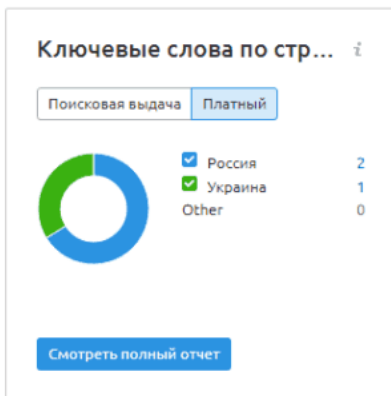 Ключевые слова по стр... i
Поисковая выдача Платный
Россия 2
Украина 1
Other 0
Смотреть полный отчет